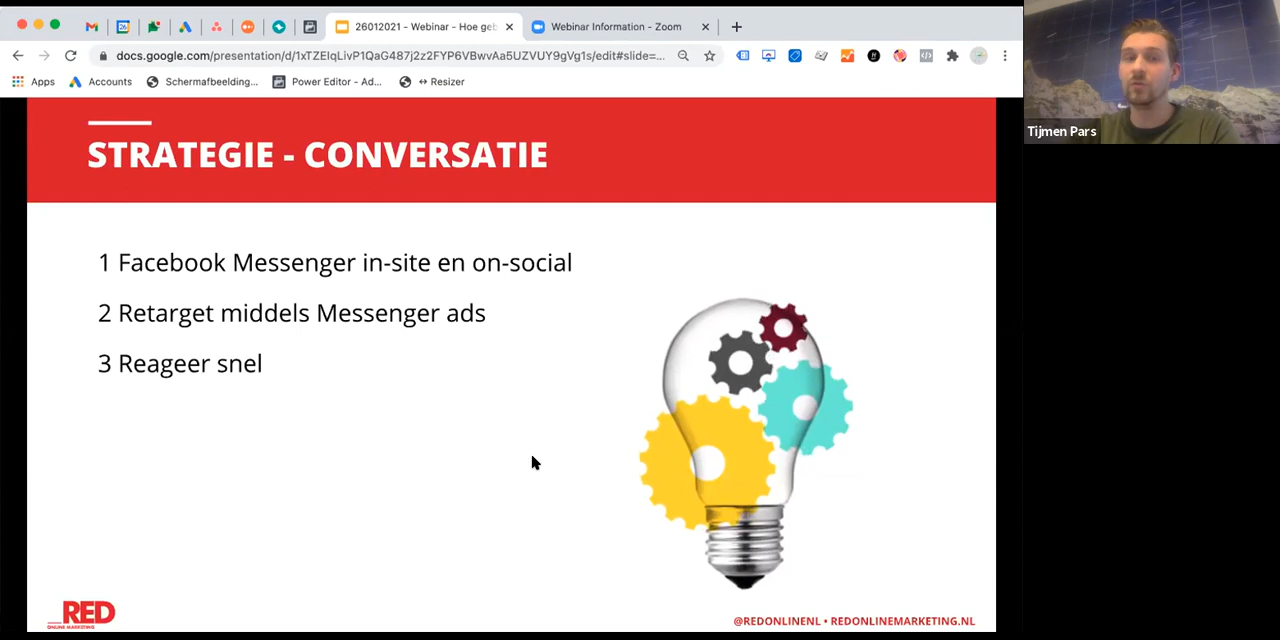 26012021 - Webinar - Hoe geb
Webinar Information - Zoom
docs.google.com/presentation/d/1xTZEIqLivP1QaG487j2z2FYP6VBwvAa5UZVUY9gVg1s/edit#slide=...
Apps
Accounts
Schermafbeelding...
Power Editor - Ad...
↔ Resizer
Tijmen Pars
STRATEGIE - CONVERSATIE
1 Facebook Messenger in-site en on-social
2 Retarget middels Messenger ads
3 Reageer snel
_RED
ONLINE MARKETING
@REDONLINENL • REDONLINEMARKETING.NL